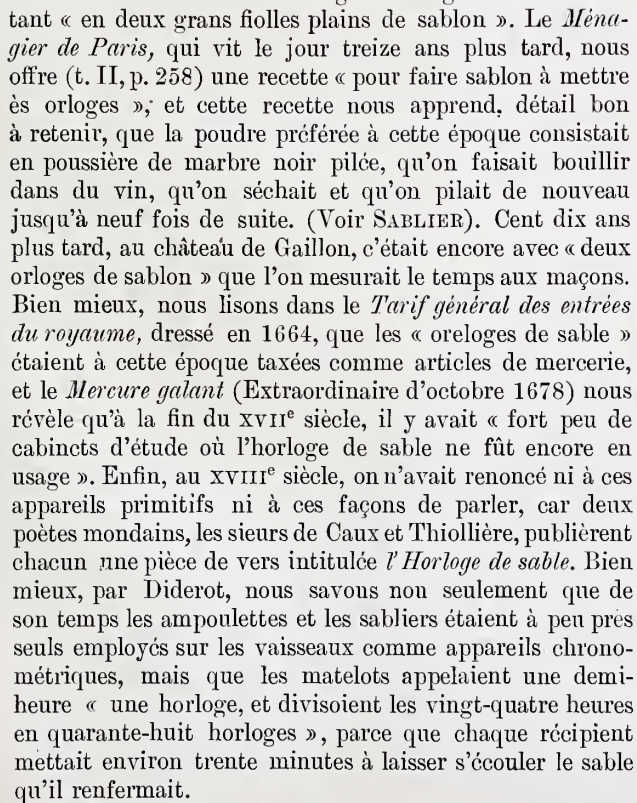 tant « en deux grans fiolles plains de sablon ». Le Ména-
gier de Paris, qui vit le jour treize ans plus tard, nous
offre (t. II, p. 258) une recette « pour faire sablon à mettre
ès orloges », et cette recette nous apprend, détail bon
à retenir, que la poudre préférée à cette époque consistait
en poussière de marbre noir pilée, qu'on faisait bouillir
dans du vin, qu'on séchait et qu'on pilait de nouveau
jusqu'à neuf fois de suite. (Voir SABLIER). Cent dix ans
plus tard, au château de Gaillon, c'était encore avec « deux
orloges de sablon » que l'on mesurait le temps aux maçons.
Bien mieux, nous lisons dans le Tarif général des entrées
du royaume, dressé en 1664, que les « oreloges de sable »
étaient à cette époque taxées comme articles de mercerie,
et le Mercure galant (Extraordinaire d'octobre 1678) nous
révèle qu'à la fin du XVIIe siècle, il y avait « fort peu de
cabinets d'étude où l'horloge de sable ne fût encore en
usage ». Enfin, au XVIIIe siècle, on n'avait renoncé ni à ces
appareils primitifs ni à ces façons de parler, car deux
poètes mondains, les sieurs de Caux et Thiollière, publièrent
chacun une pièce de vers intitulée l'Horloge de sable. Bien
mieux, par Diderot, nous savons non seulement que de
son temps les ampoulettes et les sabliers étaient à peu près
seuls employés sur les vaisseaux comme appareils chrono-
métriques, mais que les matelots appelaient une demi-
heure « une horloge, et divisoient les vingt-quatre heures
en quarante-huit horloges », parce que chaque récipient
mettait environ trente minutes à laisser s'écouler le sable
qu'il renfermait.